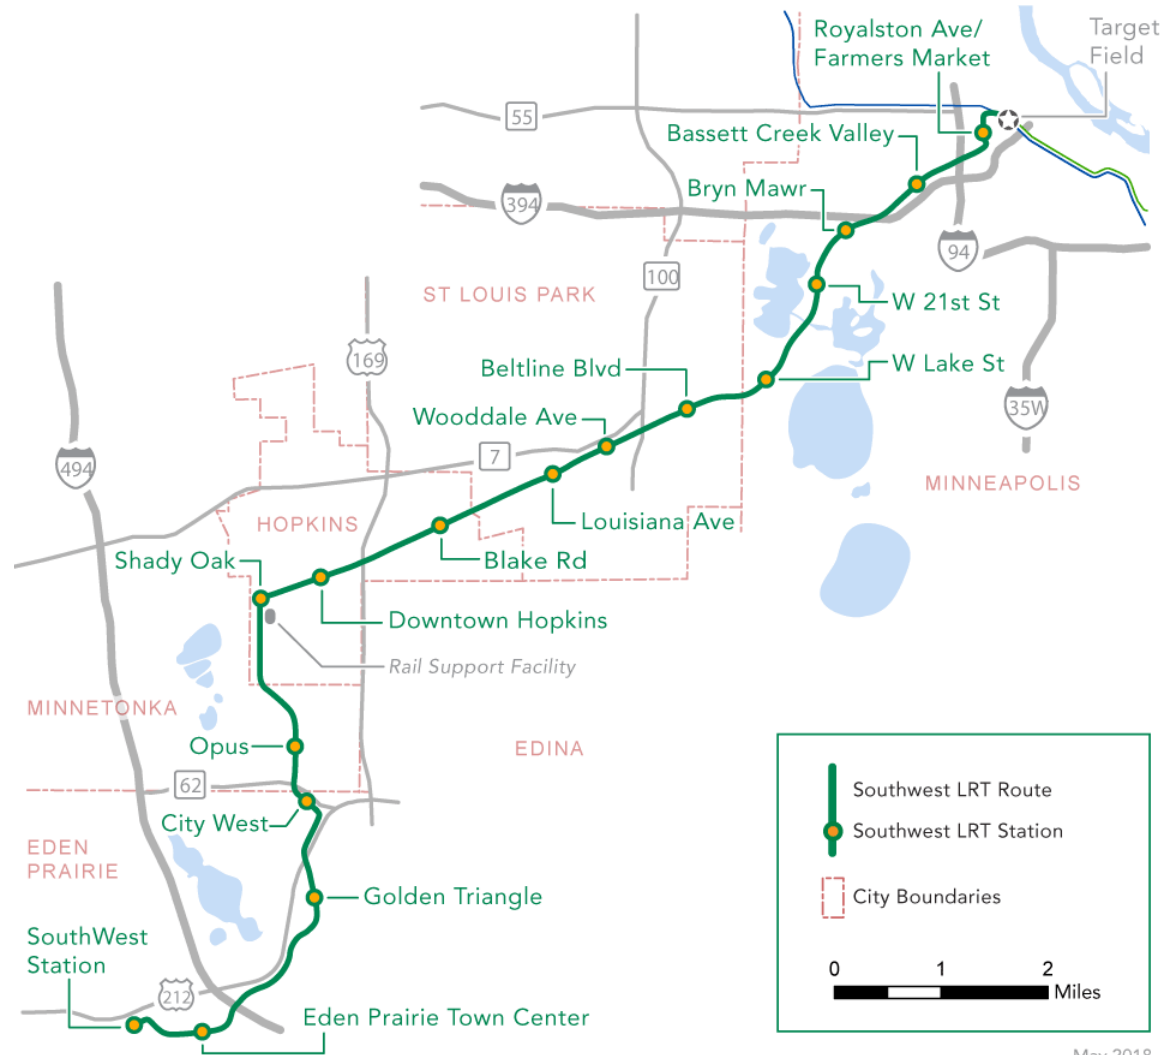 Royalston Ave/
Farmers Market
Target
Field
55
Bassett Creek Valley
Bryn Mawr
394
94
100
ST LOUIS PARK
W 21st St
169
Beltline Blvd
W Lake St
35W
Wooddale Ave
7
494
MINNEAPOLIS
HOPKINS
Louisiana Ave
Shady Oak
Blake Rd
Downtown Hopkins
Rail Support Facility
MINNETONKA
Opus
EDINA
62
City West
EDEN
PRAIRIE
Golden Triangle
SouthWest
Station
212
Eden Prairie Town Center
Southwest LRT Route
Southwest LRT Station
City Boundaries
0 1 2
Miles
May 2018